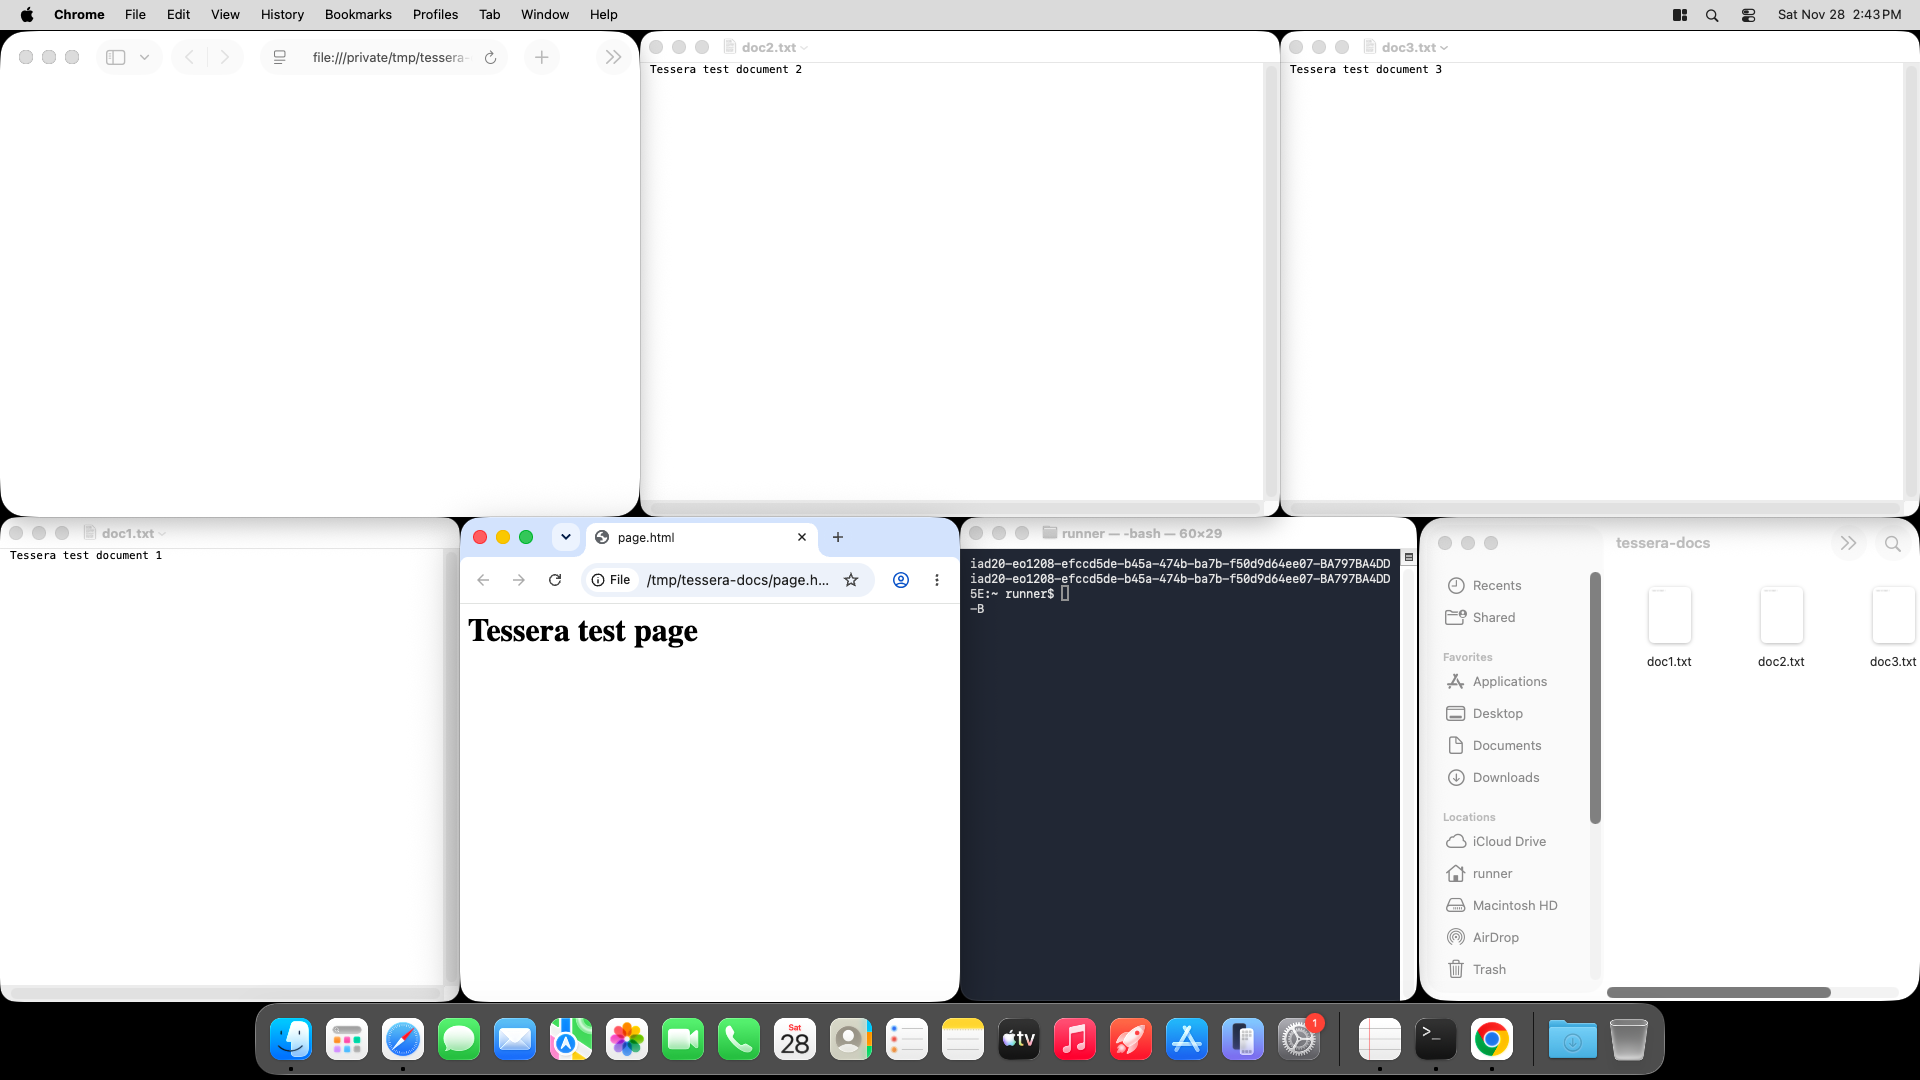 Chrome File Edit View History Bookmarks Profiles Tab Window Help Sat Nov 28 2:43 PM
file:///private/tmp/tessera-
doc2.txt
Tessera test document 2
doc3.txt
Tessera test document 3
doc1.txt
Tessera test document 1
page.html
File /tmp/tessera-docs/page.h...
Tessera test page
runner — -bash — 60×29
iad20-eo1208-efccd5de-b45a-474b-ba7b-f50d9d64ee07-BA797BA4DD
iad20-eo1208-efccd5de-b45a-474b-ba7b-f50d9d64ee07-BA797BA4DD
5E:~ runner$
-B
tessera-docs
Recents
Shared
Favorites
Applications
Desktop
Documents
Downloads
Locations
iCloud Drive
runner
Macintosh HD
AirDrop
Trash
doc1.txt doc2.txt doc3.txt
Sat
28
tv
1
>_